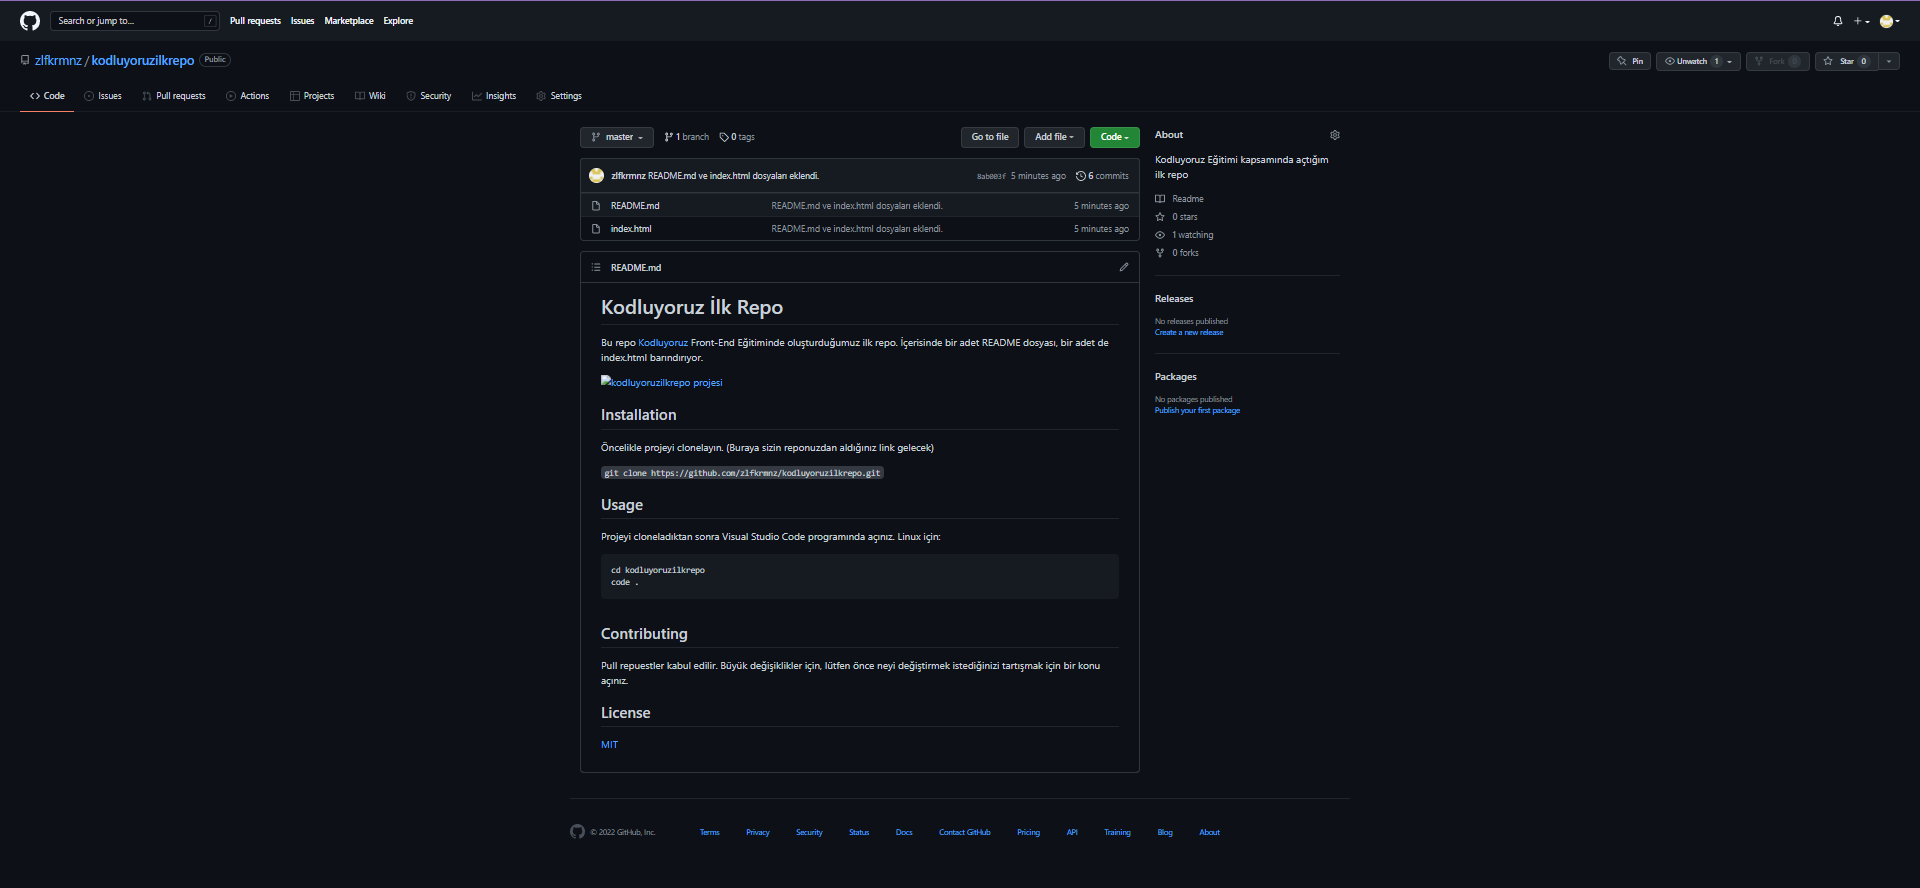 Search or jump to... /
Pull requests Issues Marketplace Explore
zlfkrmnz / kodluyoruzilkrepo Public
Pin Unwatch 1 Fork 0 Star 0
Code Issues Pull requests Actions Projects Wiki Security Insights Settings
master 1 branch 0 tags Go to file Add file Code
zlfkrmnz README.md ve index.html dosyaları eklendi. 8ab003f 5 minutes ago 6 commits
README.md README.md ve index.html dosyaları eklendi. 5 minutes ago
index.html README.md ve index.html dosyaları eklendi. 5 minutes ago
README.md
Kodluyoruz İlk Repo
Bu repo Kodluyoruz Front-End Eğitiminde oluşturduğumuz ilk repo. İçerisinde bir adet README dosyası, bir adet de
index.html barındırıyor.
kodluyoruzilkrepo projesi
Installation
Öncelikle projeyi clonelayın. (Buraya sizin reponuzdan aldığınız link gelecek)
git clone https://github.com/zlfkrmnz/kodluyoruzilkrepo.git
Usage
Projeyi cloneladıktan sonra Visual Studio Code programında açınız. Linux için:
cd kodluyoruzilkrepo
code .
Contributing
Pull repuestler kabul edilir. Büyük değişiklikler için, lütfen önce neyi değiştirmek istediğinizi tartışmak için bir konu
açınız.
License
MIT
About
Kodluyoruz Eğitimi kapsamında açtığım
ilk repo
Readme
0 stars
1 watching
0 forks
Releases
No releases published
Create a new release
Packages
No packages published
Publish your first package
© 2022 GitHub, Inc. Terms Privacy Security Status Docs Contact GitHub Pricing API Training Blog About